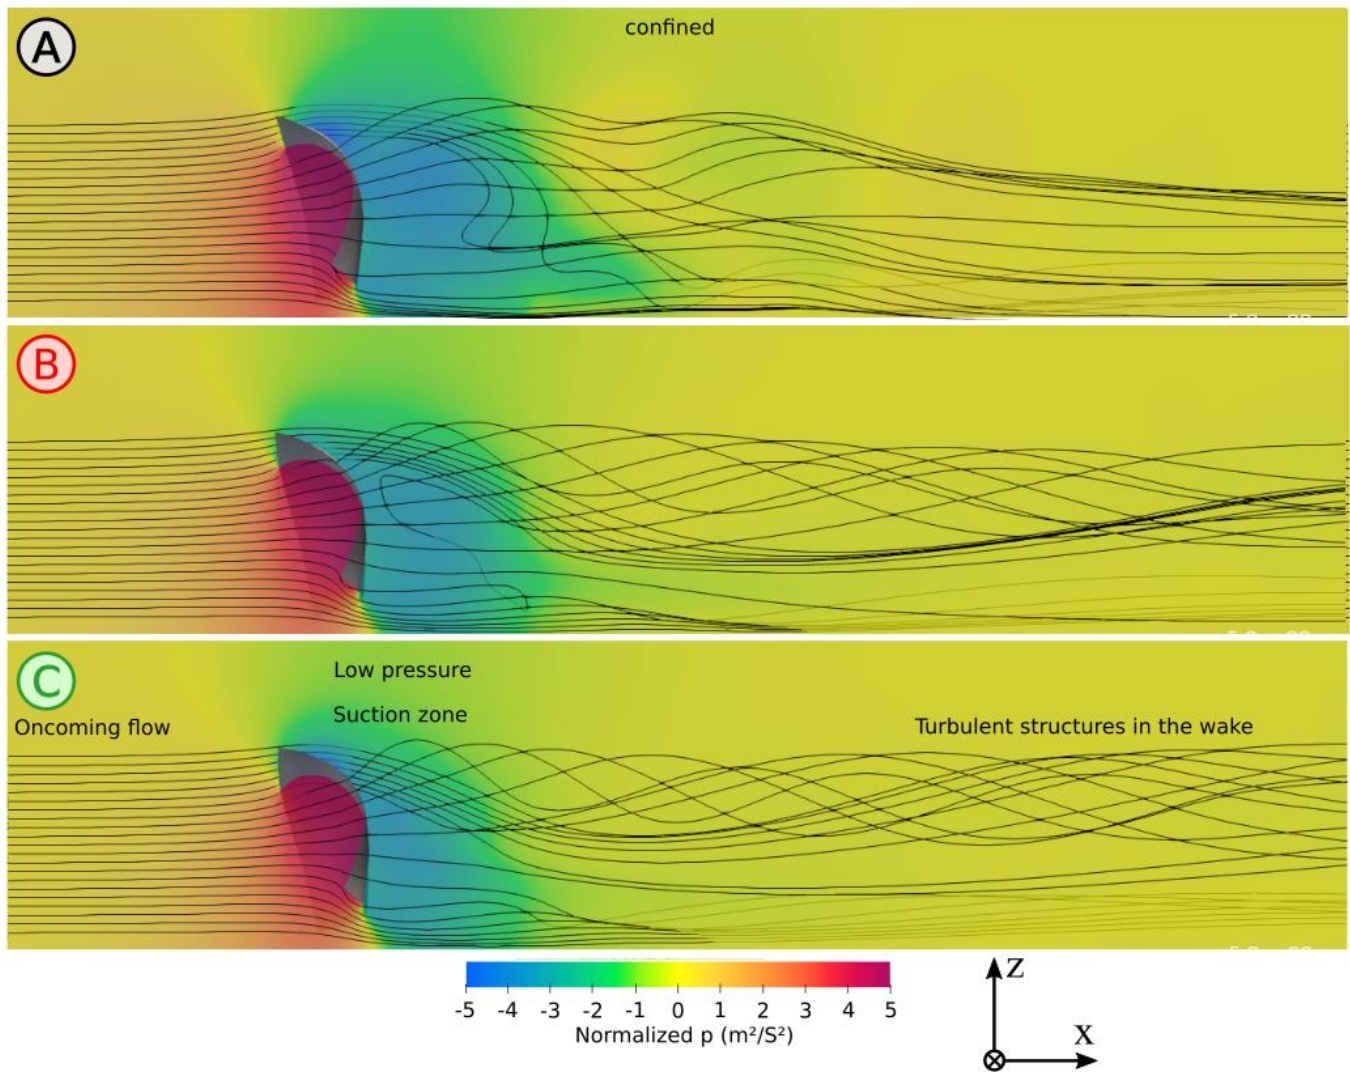 A
confined
B
C
Low pressure
Suction zone
Oncoming flow
Turbulent structures in the wake
-5 -4 -3 -2 -1 0 1 2 3 4 5
Normalized p (m²/S²)
Z
X